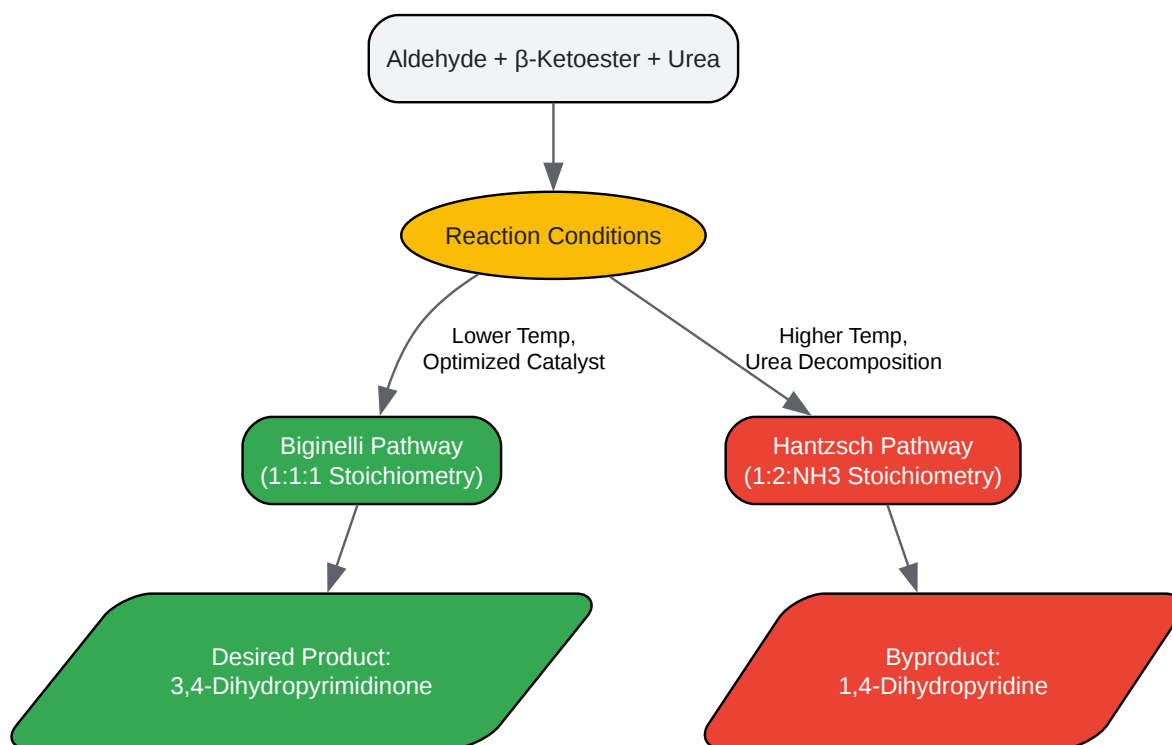 Aldehyde + β-Ketoester + Urea
Reaction Conditions
Lower Temp,
Optimized Catalyst
Higher Temp,
Urea Decomposition
Biginelli Pathway
(1:1:1 Stoichiometry)
Hantzsch Pathway
(1:2:NH3 Stoichiometry)
Desired Product:
3,4-Dihydropyrimidinone
Byproduct:
1,4-Dihydropyridine